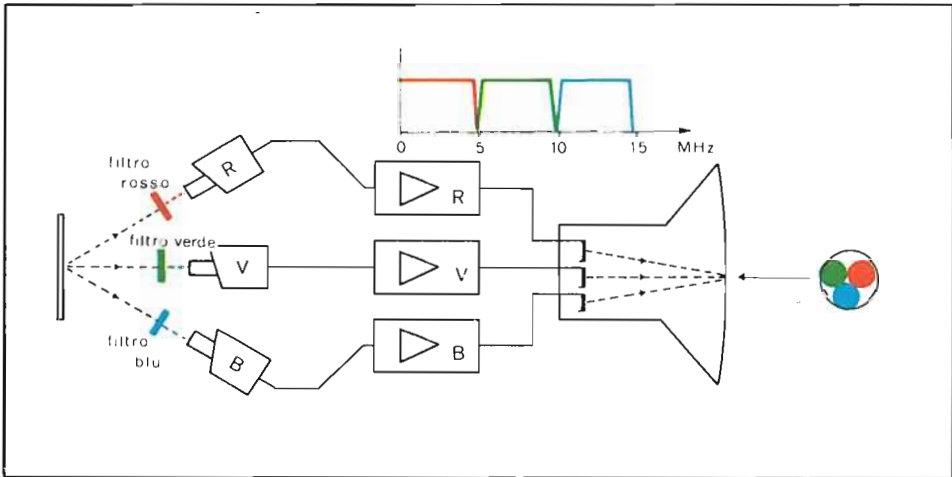 0 5 10 15 MHz
filtro
rosso
R
R
filtro verde
V
V
filtro
blu
B
B